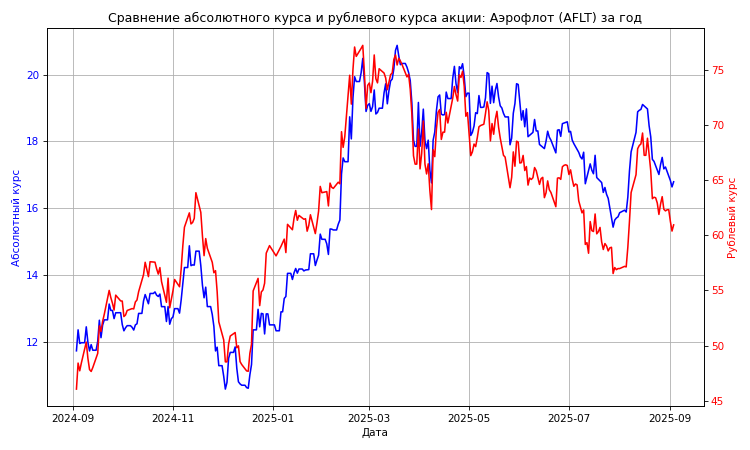 Сравнение абсолютного курса и рублевого курса акции: Аэрофлот (AFLT) за год
Абсолютный курс
20
18
16
14
12
75
70
65
60
55
50
45
Рублевый курс
2024-09 2024-11 2025-01 2025-03 2025-05 2025-07 2025-09
Дата